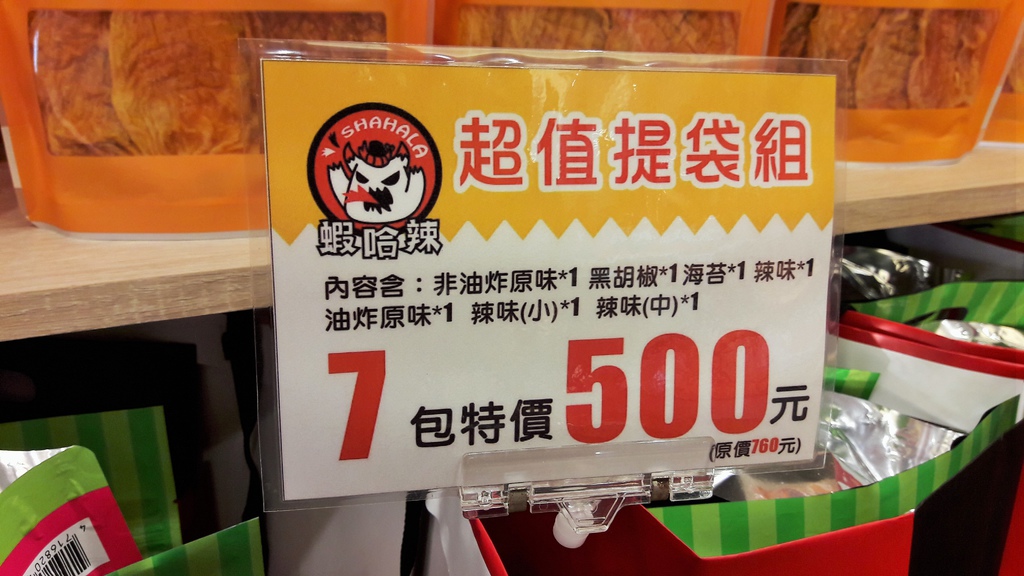 SHAHALA
蝦哈辣
超值提袋組
內容含：非油炸原味*1 黑胡椒*1 海苔*1 辣味*1
油炸原味*1 辣味(小)*1 辣味(中)*1
7包特價500元
(原價760元)